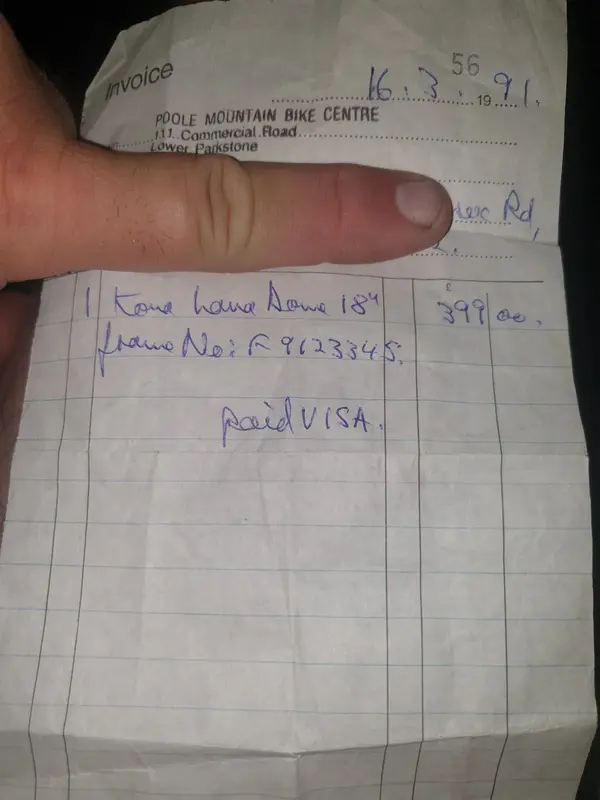 Invoice
56
16.3.1991.
POOLE MOUNTAIN BIKE CENTRE
111 Commercial Road
Lower Parkstone
Rd,
1 Kona Lava Dome 18" £ 399 00.
frame No: F9123345.
paid VISA.